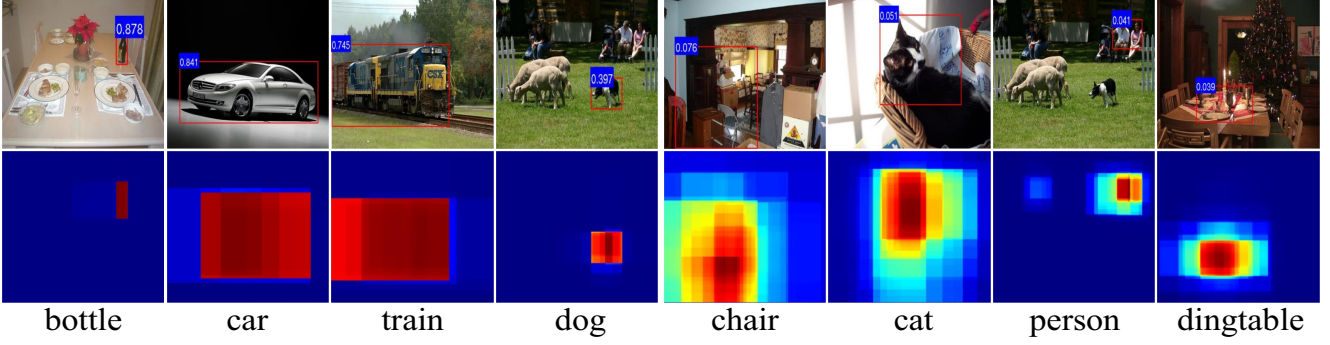 0.878
0.841
0.745
0.397
0.076
0.051
0.041
0.039
CSX
bottle
car
train
dog
chair
cat
person
dingtable